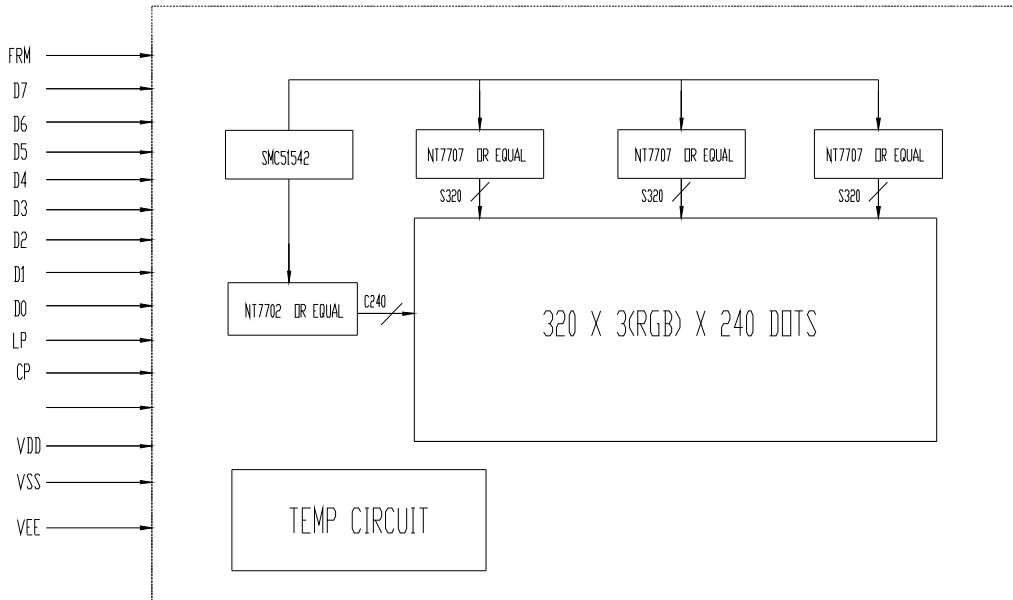 FRM
D7
D6
D5
D4
D3
D2
D1
D0
LP
CP
VDD
VSS
VEE
SMC51542
NT7707 OR EQUAL
NT7707 OR EQUAL
NT7707 OR EQUAL
S320
S320
S320
NT7702 OR EQUAL
C240
320 X 3(RGB) X 240 DOTS
TEMP CIRCUIT